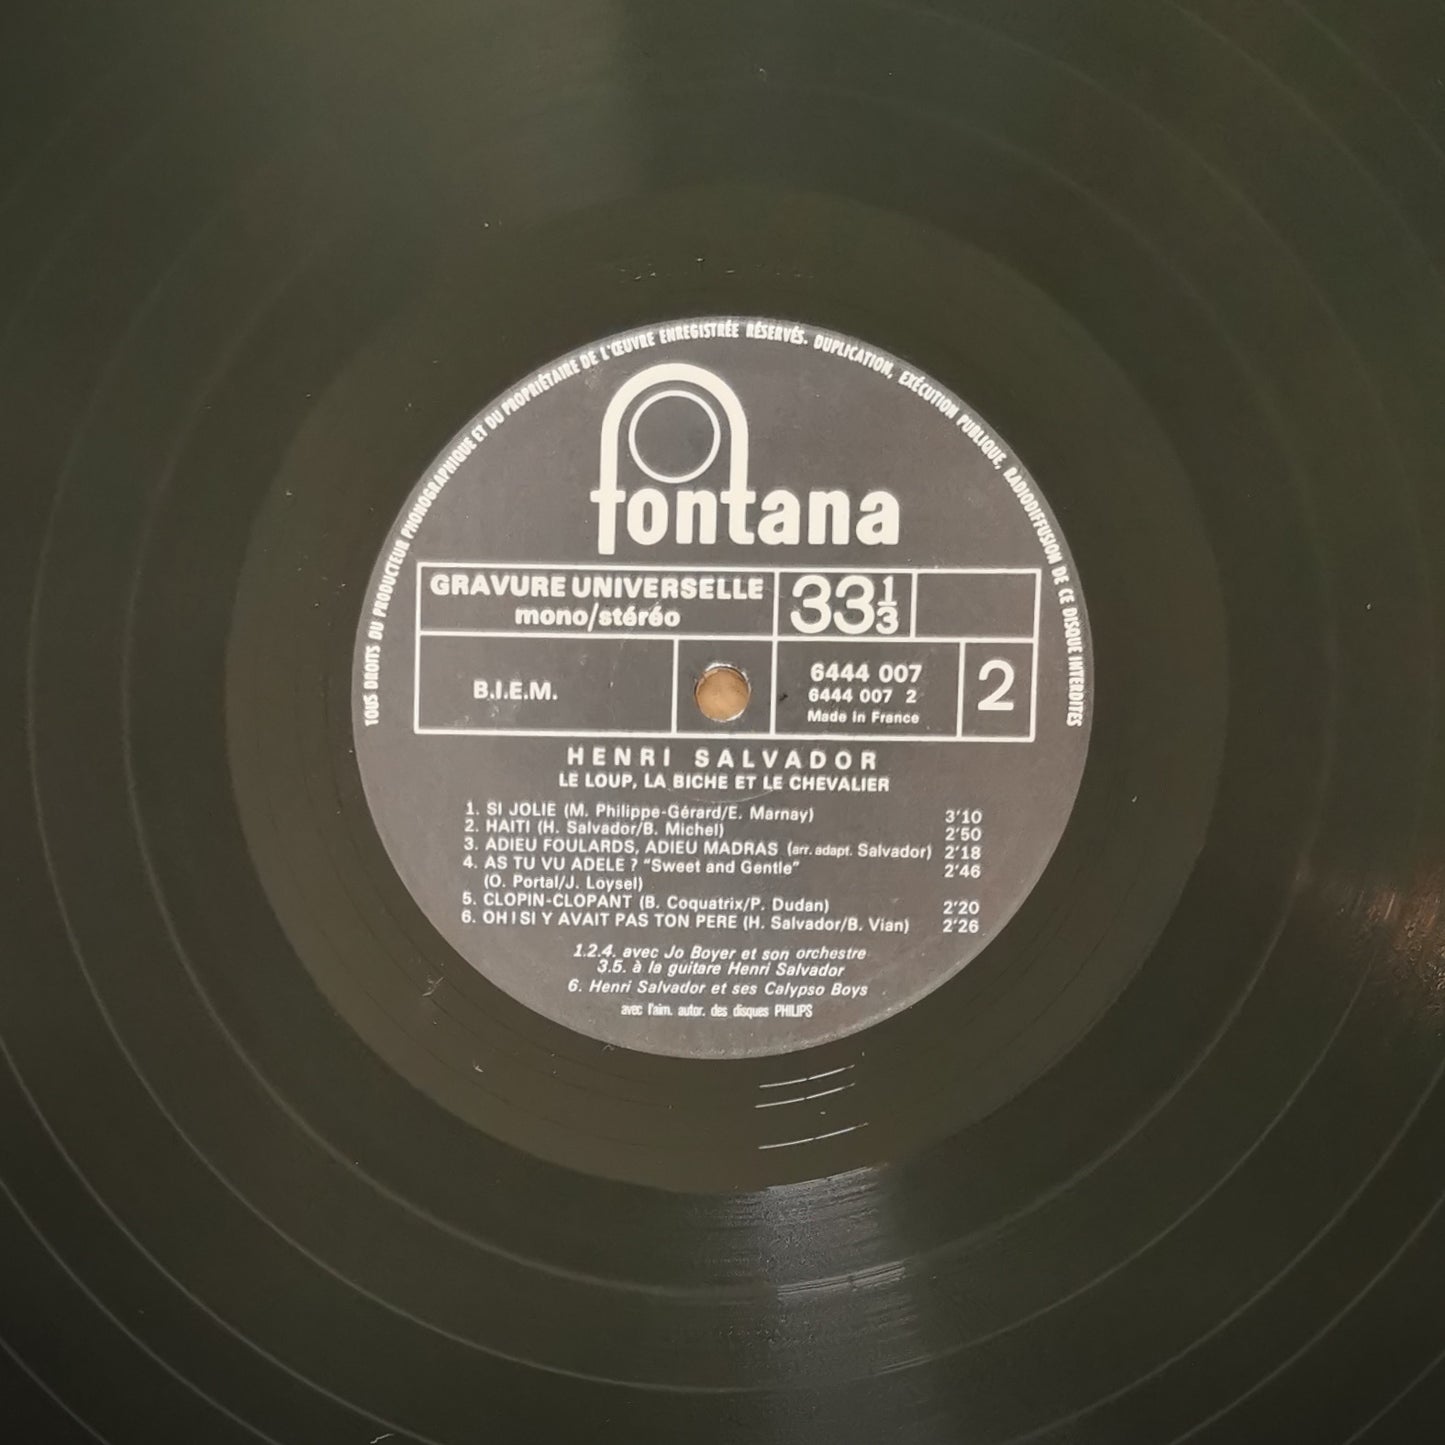 TOUS DROITS DU PRODUCTEUR PHONOGRAPHIQUE ET DU PROPRIÉTAIRE DE L'ŒUVRE ENREGISTRÉE RÉSERVÉS. DUPLICATION, EXÉCUTION PUBLIQUE, RADIODIFFUSION DE CE DISQUE INTERDITES
fontana
GRAVURE UNIVERSELLE
mono/stéréo
33 1/3
B.I.E.M.
6444 007
6444 007 2
Made in France
2
HENRI SALVADOR
LE LOUP, LA BICHE ET LE CHEVALIER
1. SI JOLIE (M. Philippe-Gérard/E. Marnay) 3'10
2. HAITI (H. Salvador/B. Michel) 2'50
3. ADIEU FOULARDS, ADIEU MADRAS (arr. adapt. Salvador) 2'18
4. AS TU VU ADELE ? "Sweet and Gentle" 2'46
(O. Portal/J. Loysel)
5. CLOPIN-CLOPANT (B. Coquatrix/P. Dudan) 2'20
6. OH ! SI Y AVAIT PAS TON PERE (H. Salvador/B. Vian) 2'26
1.2.4. avec Jo Boyer et son orchestre
3.5. à la guitare Henri Salvador
6. Henri Salvador et ses Calypso Boys
avec l'aim. autor. des disques PHILIPS